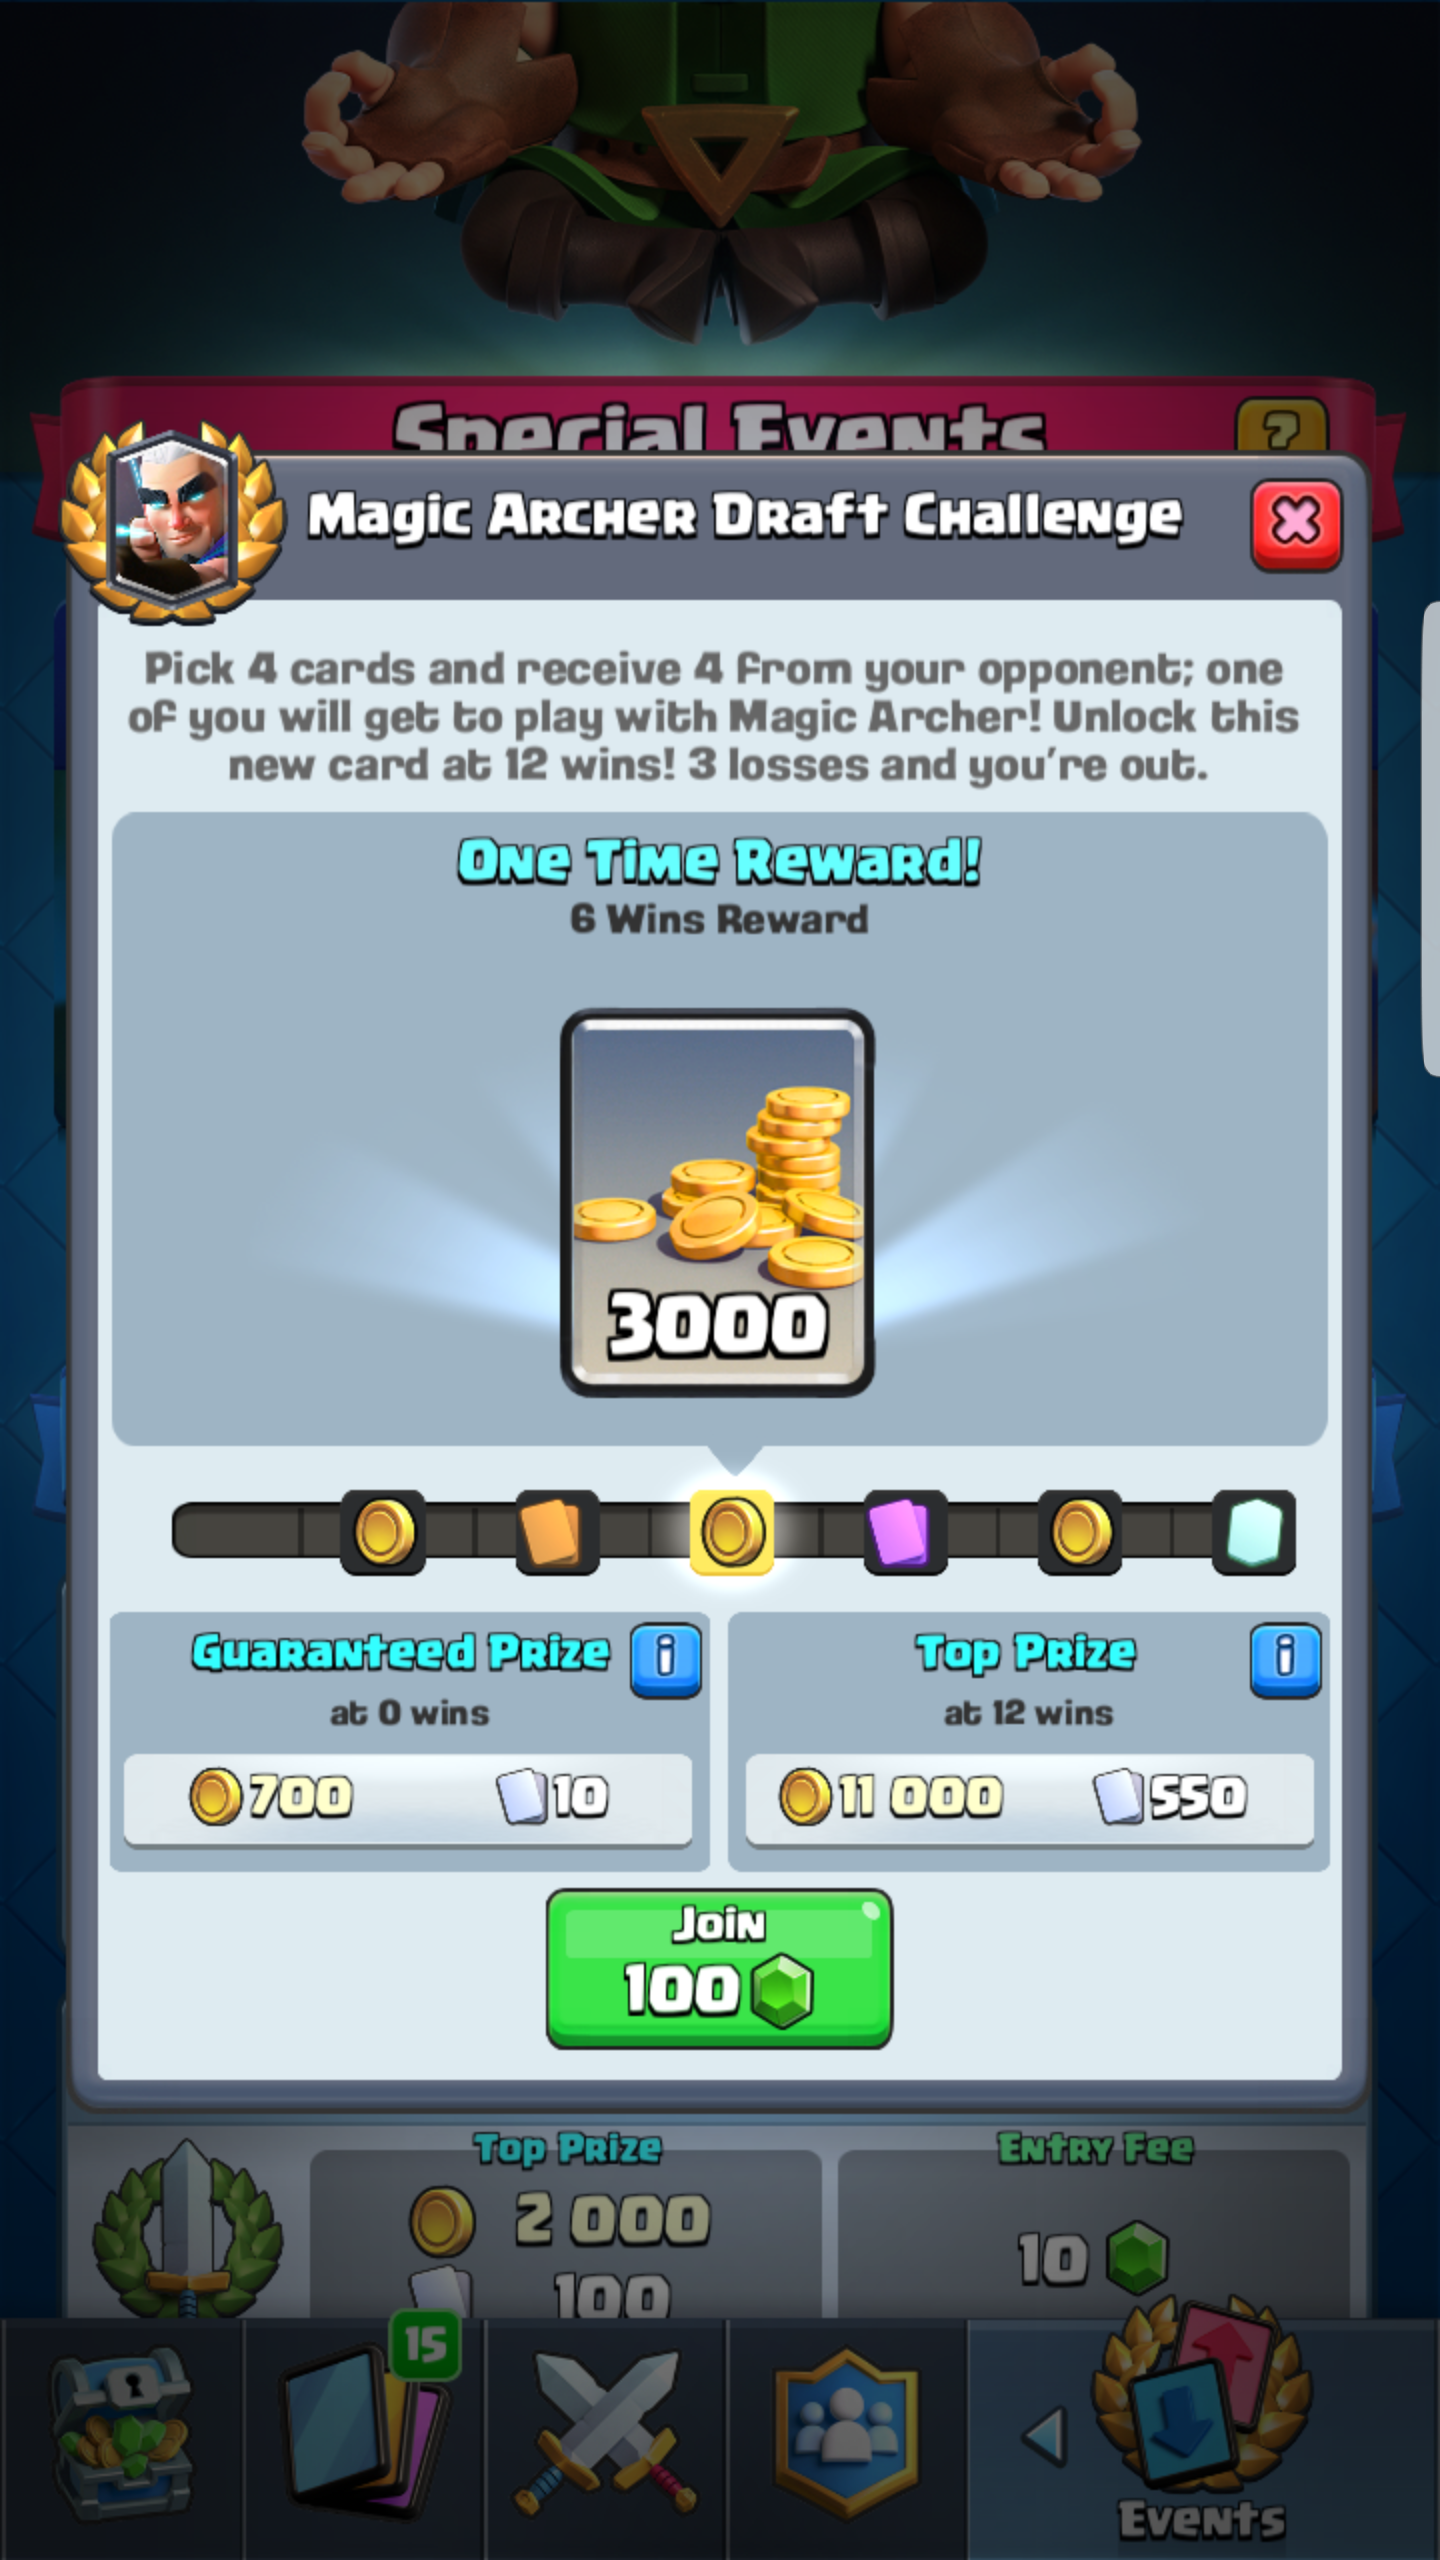 Special Events
?
Magic Archer Draft Challenge
Pick 4 cards and receive 4 from your opponent; one
of you will get to play with Magic Archer! Unlock this
new card at 12 wins! 3 losses and you're out.
One Time Reward!
6 Wins Reward
3000
Guaranteed Prize
i
at 0 wins
700
10
Top Prize
i
at 12 wins
11 000
550
Join
100
Top Prize
2 000
100
Entry Fee
10
15
Events